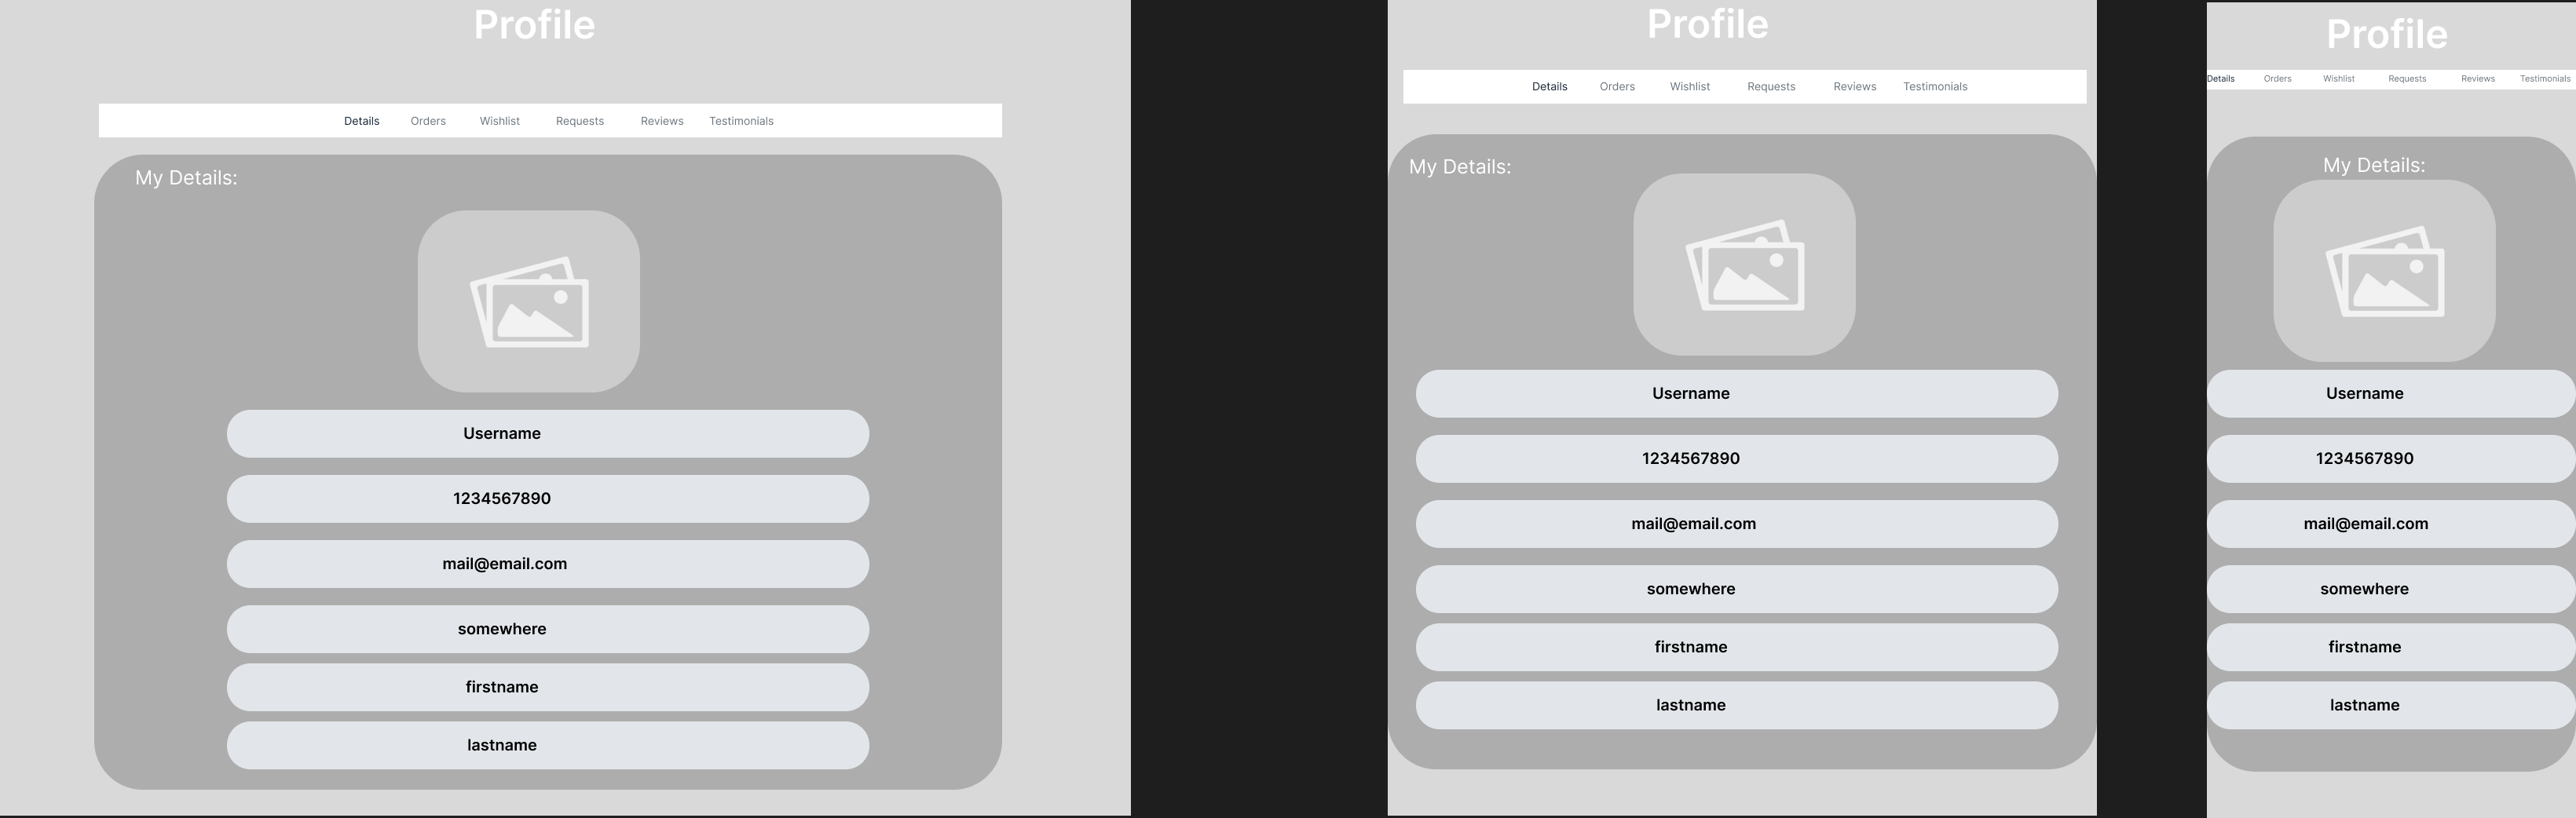 Profile
Details Orders Wishlist Requests Reviews Testimonials
My Details:
Username
1234567890
mail@email.com
somewhere
firstname
lastname
Profile
Details Orders Wishlist Requests Reviews Testimonials
My Details:
Username
1234567890
mail@email.com
somewhere
firstname
lastname
Profile
Details Orders Wishlist Requests Reviews Testimonials
My Details:
Username
1234567890
mail@email.com
somewhere
firstname
lastname